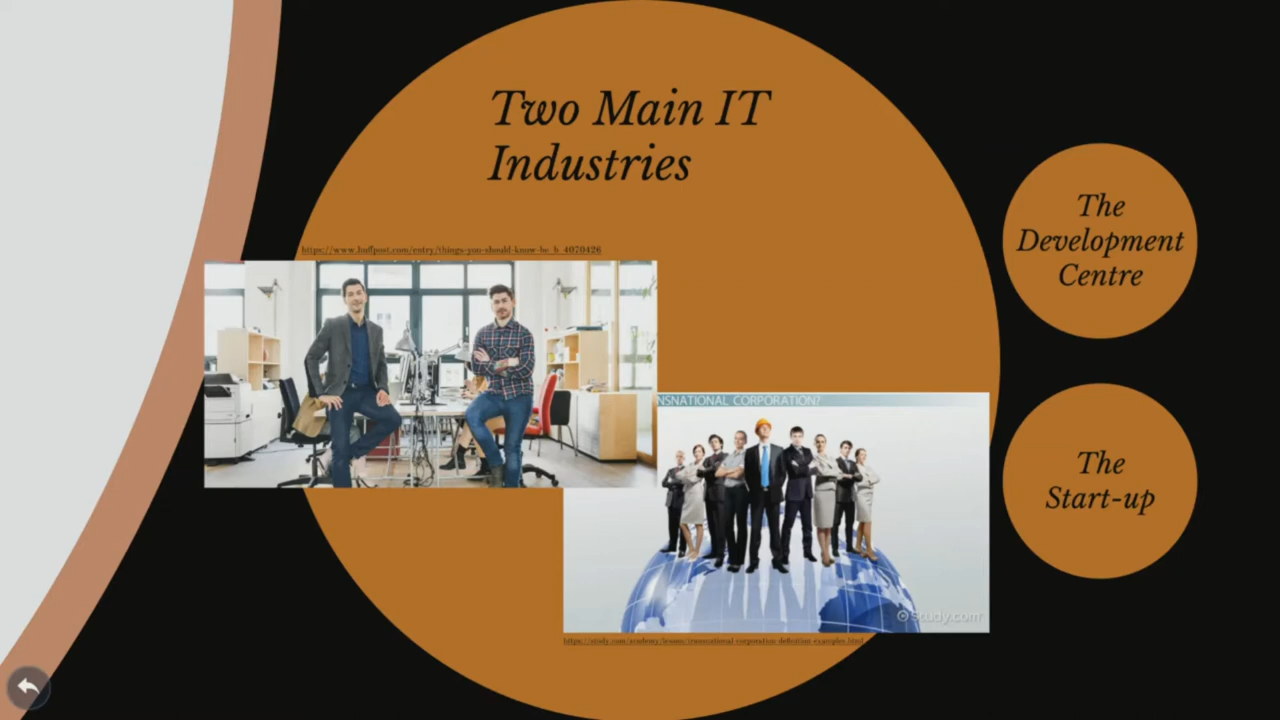 Two Main IT
Industries
https://www.huffpost.com/entry/things-you-should-know-be_b_4070426
NSNATIONAL CORPORATION?
Study.com
https://study.com/academy/lesson/transnational-corporation-definition-examples.html
The
Development
Centre
The
Start-up